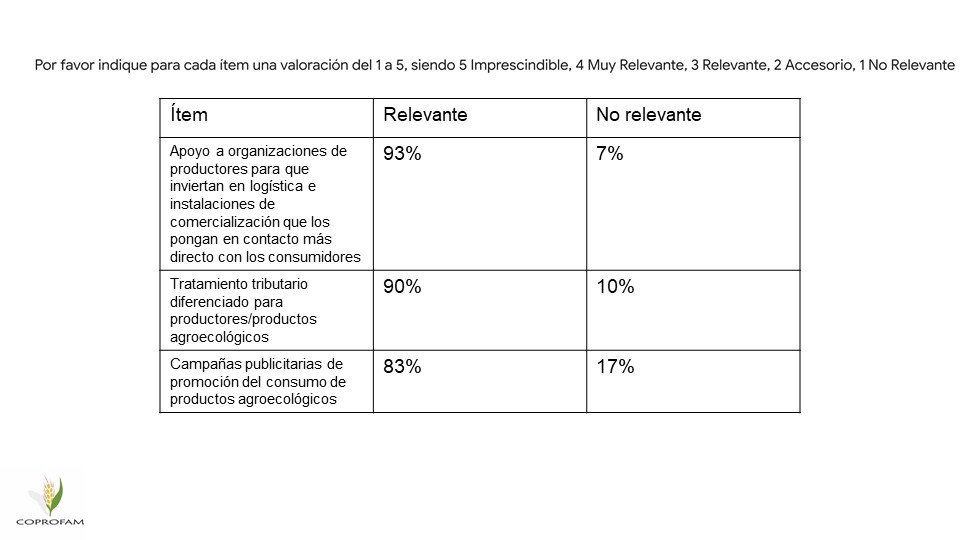 Por favor indique para cada ítem una valoración del 1 a 5, siendo 5 Imprescindible, 4 Muy Relevante, 3 Relevante, 2 Accesorio, 1 No Relevante
Ítem
Relevante
No relevante
Apoyo a organizaciones de
productores para que
inviertan en logística e
instalaciones de
comercialización que los
pongan en contacto más
directo con los consumidores
93%
7%
Tratamiento tributario
diferenciado para
productores/productos
agroecológicos
90%
10%
Campañas publicitarias de
promoción del consumo de
productos agroecológicos
83%
17%
COPROFAM